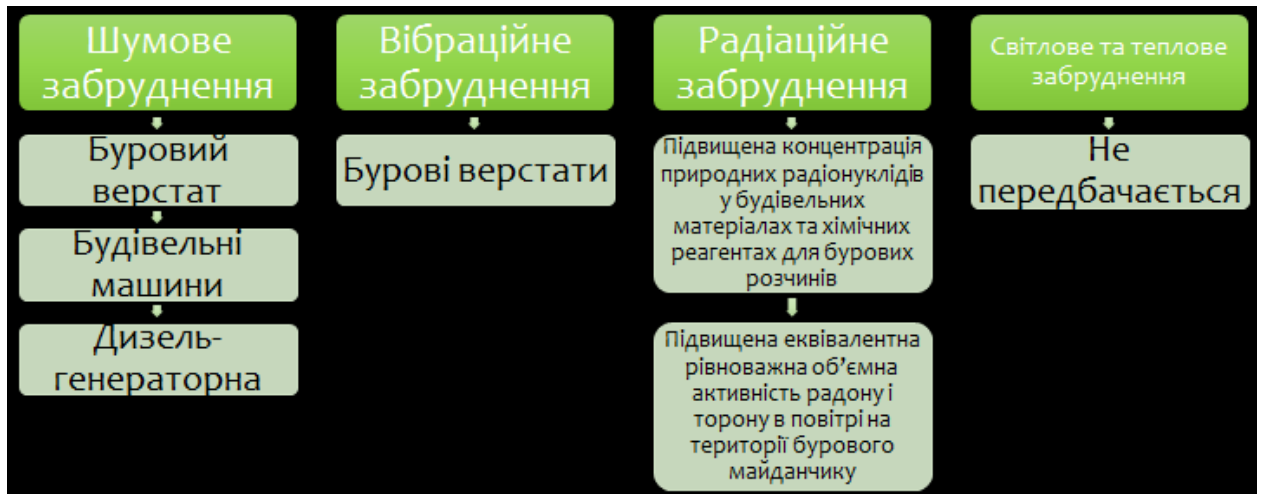 Шумове
забруднення
Буровий
верстат
Будівельні
машини
Дизель-
генераторна
Вібраційне
забруднення
Бурові верстати
Радіаційне
забруднення
Підвищена концентрація
природних радіонуклідів
у будівельних
матеріалах та хімічних
реагентах для бурових
розчинів
Підвищена еквівалентна
рівноважна об’ємна
активність радону і
торону в повітрі на
території бурового
майданчику
Світлове та теплове
забруднення
Не
передбачається